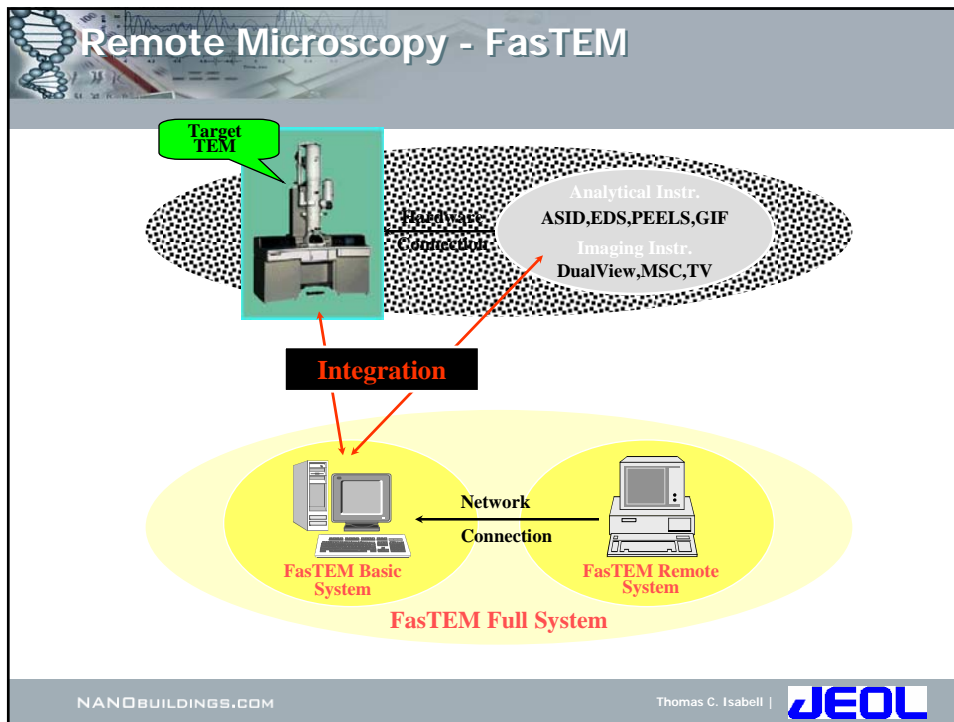 Remote Microscopy - FasTEM
Target
TEM
Analytical Instr.
ASID,EDS,PEELS,GIF
Imaging Instr.
DualView,MSC,TV
Hardware
Connection
Integration
Network
Connection
FasTEM Basic
System
FasTEM Remote
System
FasTEM Full System
NANOBUILDINGS.COM
Thomas C. Isabell |
JEOL